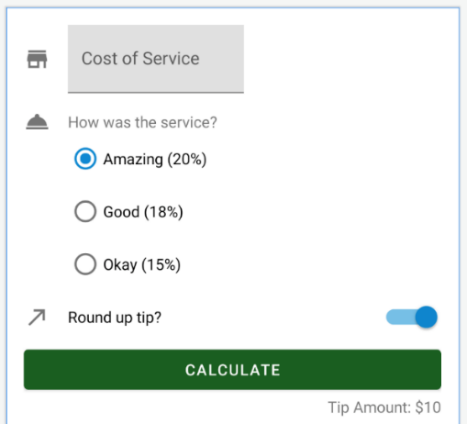 Cost of Service
How was the service?
Amazing (20%)
Good (18%)
Okay (15%)
Round up tip?
CALCULATE
Tip Amount: $10